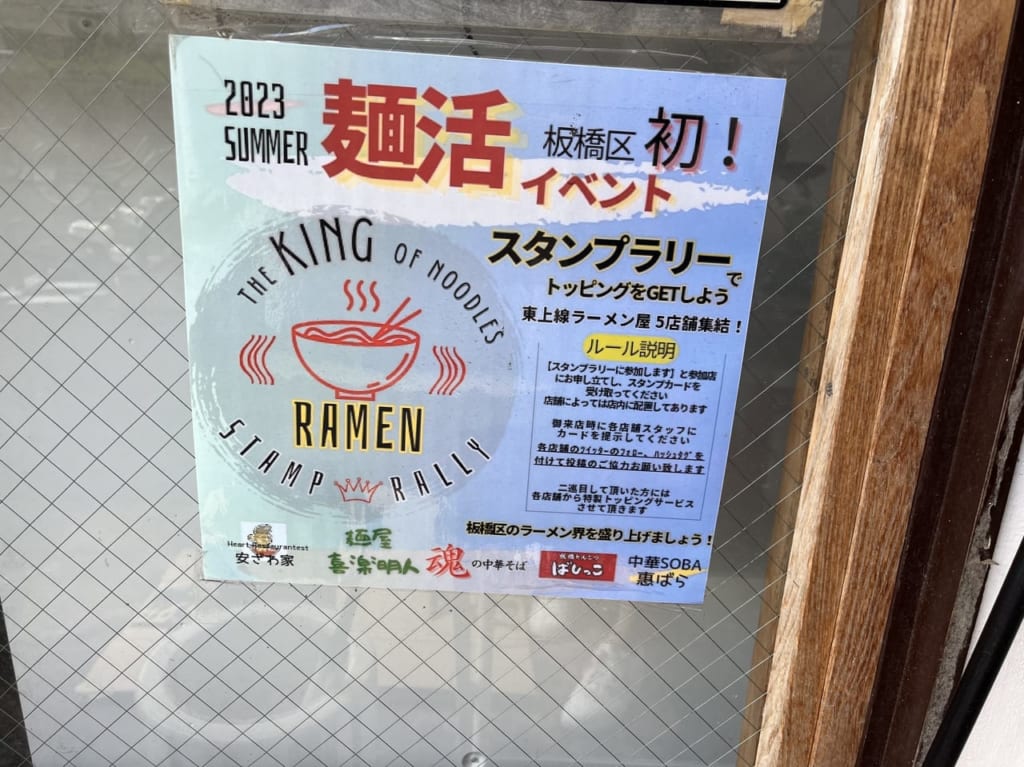 2023
SUMMER
麺活
板橋区 初！
イベント
THE KING OF NOODLES
RAMEN
STAMP RALLY
スタンプラリーで
トッピングをGETしよう
東上線ラーメン屋 5店舗集結！
ルール説明
【スタンプラリーに参加します】と参加店
にお申し立てし、スタンプカードを
受け取ってください
店舗によっては店内に配置してあります
御来店時に各店舗スタッフに
カードを提示してください
各店舗のﾂｲｯﾀｰのﾌｫﾛｰ、ﾊｯｼｭﾀｸﾞを
付けて投稿のご協力お願い致します
二巡目して頂いた方には
各店舗から特製トッピングサービス
させて頂きます
板橋区のラーメン界を盛り上げましょう！
Heart Restaurantest
安ざわ家
麺屋
喜楽明人
魂の中華そば
板橋とんこつ
ばしっこ
中華SOBA
惠ばら